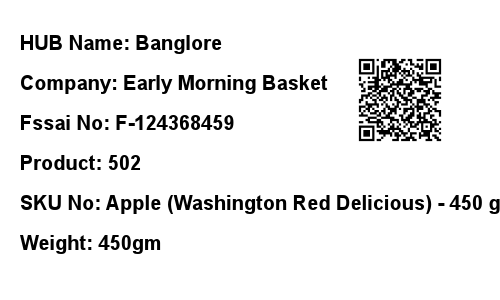 HUB Name: Banglore
Company: Early Morning Basket
Fssai No: F-124368459
Product: 502
SKU No: Apple (Washington Red Delicious) - 450 g
Weight: 450gm